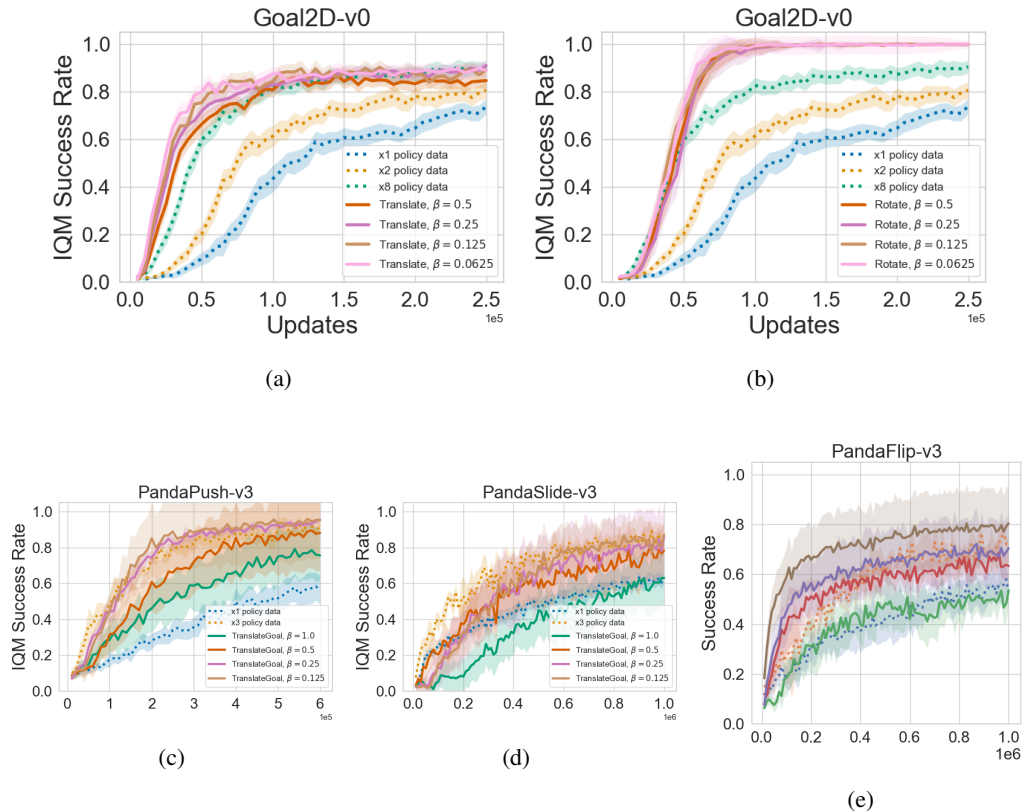 Goal2D-v0
IQM Success Rate
1.0
0.8
0.6
0.4
0.2
0.0
x1 policy data
x2 policy data
x8 policy data
Translate, β = 0.5
Translate, β = 0.25
Translate, β = 0.125
Translate, β = 0.0625
0.0 0.5 1.0 1.5 2.0 2.5
1e5
Updates
(a)
Goal2D-v0
IQM Success Rate
1.0
0.8
0.6
0.4
0.2
0.0
x1 policy data
x2 policy data
x8 policy data
Rotate, β = 0.5
Rotate, β = 0.25
Rotate, β = 0.125
Rotate, β = 0.0625
0.0 0.5 1.0 1.5 2.0 2.5
1e5
Updates
(b)
PandaPush-v3
IQM Success Rate
1.0
0.8
0.6
0.4
0.2
0.0
x1 policy data
x3 policy data
TranslateGoal, β = 1.0
TranslateGoal, β = 0.5
TranslateGoal, β = 0.25
TranslateGoal, β = 0.125
0 1 2 3 4 5 6
1e5
(c)
PandaSlide-v3
IQM Success Rate
1.0
0.8
0.6
0.4
0.2
0.0
x1 policy data
x3 policy data
TranslateGoal, β = 1.0
TranslateGoal, β = 0.5
TranslateGoal, β = 0.25
TranslateGoal, β = 0.125
0.0 0.2 0.4 0.6 0.8 1.0
1e6
(d)
PandaFlip-v3
Success Rate
1.0
0.8
0.6
0.4
0.2
0.0
0.0 0.2 0.4 0.6 0.8 1.0
1e6
(e)